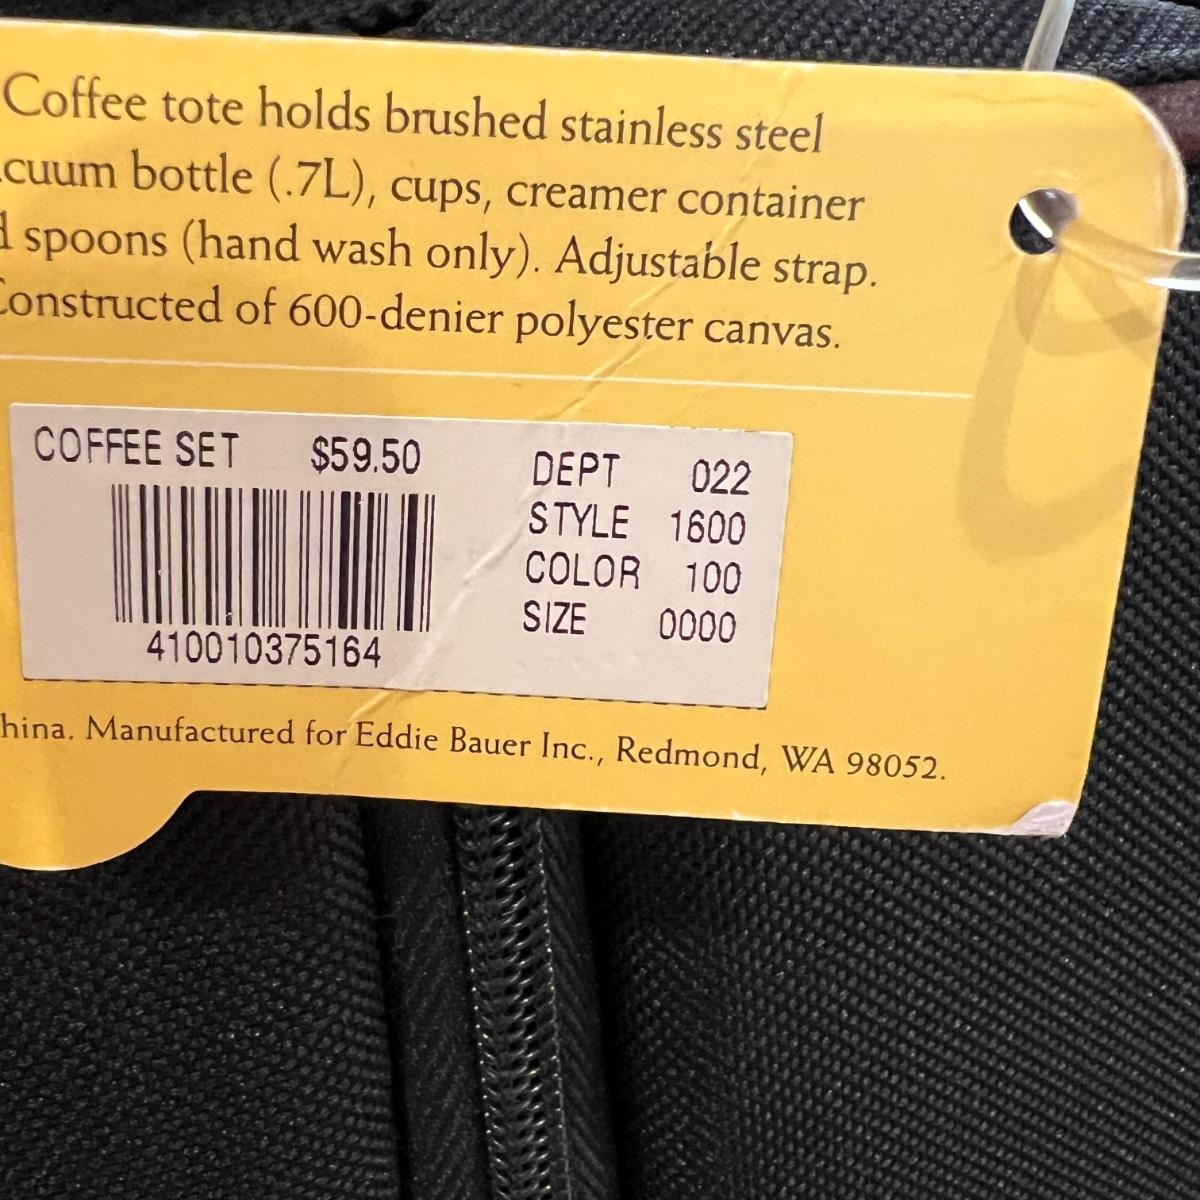 Coffee tote holds brushed stainless steel
cuum bottle (.7L), cups, creamer container
d spoons (hand wash only). Adjustable strap.
Constructed of 600-denier polyester canvas.
COFFEE SET $59.50
410010375164
DEPT 022
STYLE 1600
COLOR 100
SIZE 0000
hina. Manufactured for Eddie Bauer Inc., Redmond, WA 98052.